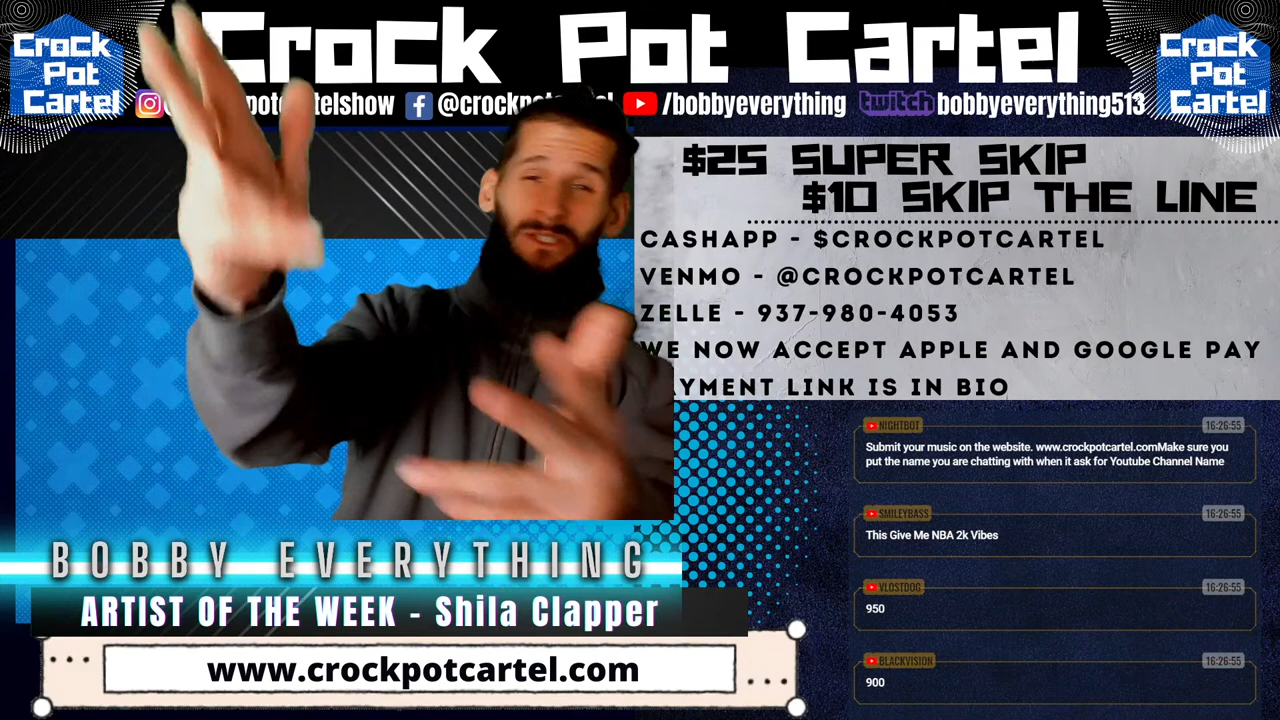 Crock Pot Cartel
Crock
Pot
Cartel
Crock
Pot
Cartel
/bobbyeverything
twitch bobbyeverything513
$25 SUPER SKIP
$10 SKIP THE LINE
CASHAPP - $CROCKPOTCARTEL
VENMO - @CROCKPOTCARTEL
ZELLE - 937-980-4053
WE NOW ACCEPT APPLE AND GOOGLE PAY
PAYMENT LINK IS IN BIO
NIGHTBOT 16:26:55
Submit your music on the website. www.crockpotcartel.comMake sure you
put the name you are chatting with when it ask for Youtube Channel Name
SMILEYBASS 16:26:55
This Give Me NBA 2k Vibes
VLOSTDOG 16:26:55
950
BLACKVISION 16:26:55
900
BOBBY EVERYTHING
ARTIST OF THE WEEK - Shila Clapper
www.crockpotcartel.com